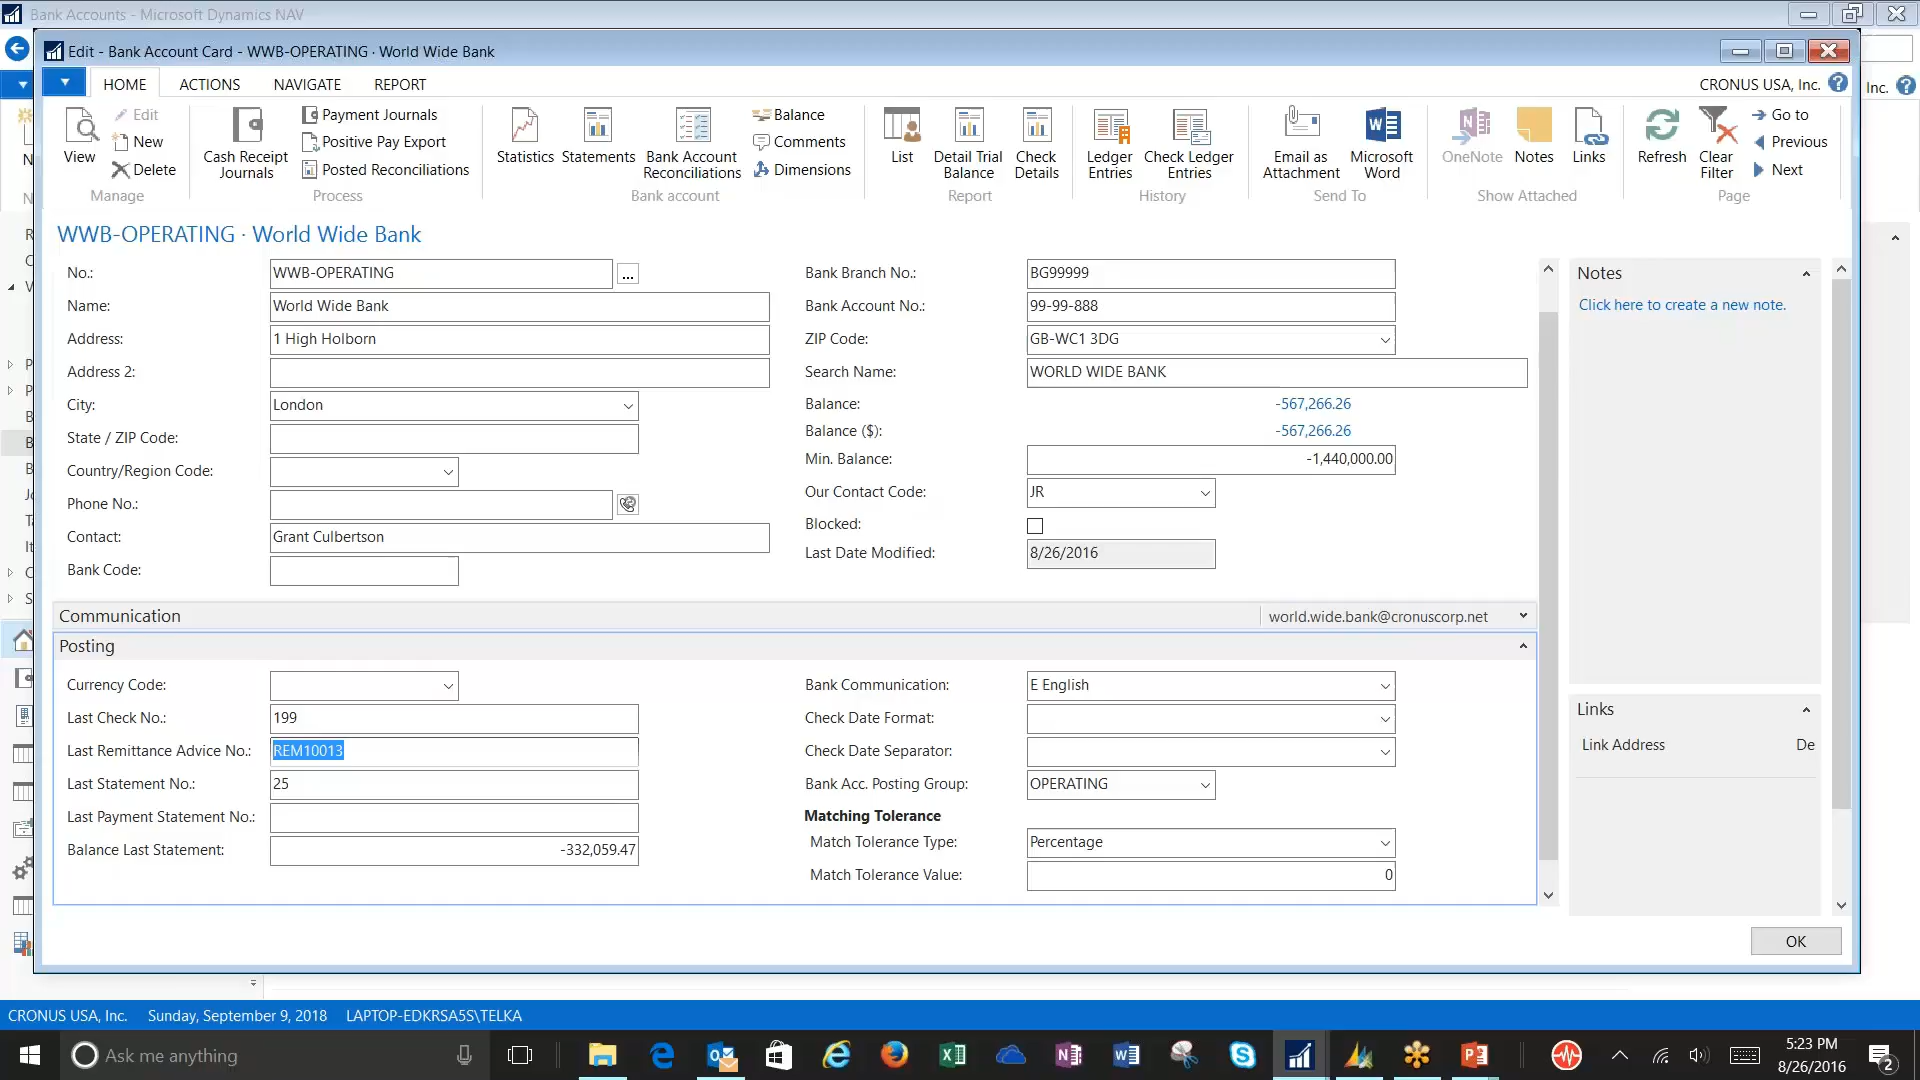 Bank Accounts - Microsoft Dynamics NAV
Edit - Bank Account Card - WWB-OPERATING · World Wide Bank
HOME ACTIONS NAVIGATE REPORT
CRONUS USA, Inc.
Inc.
View
Edit
New
Delete
Manage
Cash Receipt Journals
Payment Journals
Positive Pay Export
Posted Reconciliations
Process
Statistics
Statements
Bank Account Reconciliations
Balance
Comments
Dimensions
Bank account
List
Detail Trial Balance
Check Details
Report
Ledger Entries
Check Ledger Entries
History
Email as Attachment
Microsoft Word
Send To
OneNote
Notes
Links
Show Attached
Refresh
Clear Filter
Go to
Previous
Next
Page
WWB-OPERATING · World Wide Bank
No.: WWB-OPERATING ...
Name: World Wide Bank
Address: 1 High Holborn
Address 2:
City: London
State / ZIP Code:
Country/Region Code:
Phone No.:
Contact: Grant Culbertson
Bank Code:
Bank Branch No.: BG99999
Bank Account No.: 99-99-888
ZIP Code: GB-WC1 3DG
Search Name: WORLD WIDE BANK
Balance: -567,266.26
Balance ($): -567,266.26
Min. Balance: -1,440,000.00
Our Contact Code: JR
Blocked:
Last Date Modified: 8/26/2016
Communication world.wide.bank@cronuscorp.net
Posting
Currency Code:
Last Check No.: 199
Last Remittance Advice No.: REM10013
Last Statement No.: 25
Last Payment Statement No.:
Balance Last Statement: -332,059.47
Bank Communication: E English
Check Date Format:
Check Date Separator:
Bank Acc. Posting Group: OPERATING
Matching Tolerance
Match Tolerance Type: Percentage
Match Tolerance Value: 0
Notes
Click here to create a new note.
Links
Link Address De
OK
CRONUS USA, Inc. Sunday, September 9, 2018 LAPTOP-EDKRSA5S\TELKA
Ask me anything
5:23 PM
8/26/2016
2